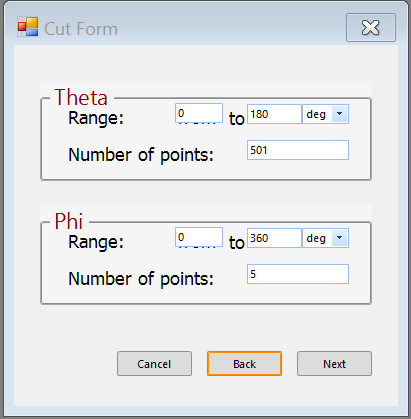 Cut Form
Theta
Range: 0 to 180 deg
Number of points: 501
Phi
Range: 0 to 360 deg
Number of points: 5
Cancel Back Next